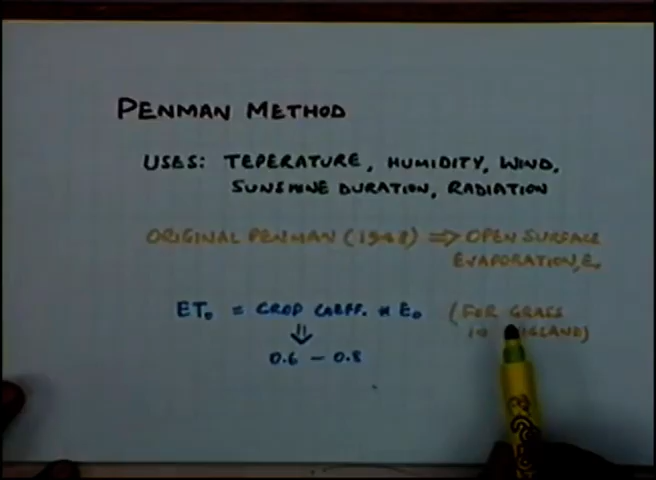 PENMAN METHOD
USES: TEPERATURE, HUMIDITY, WIND,
SUNSHINE DURATION, RADIATION
ORIGINAL PENMAN (1948) ⇒ OPEN SURFACE
EVAPORATION, E₀
ET₀ = CROP COEFF. * E₀ (FOR GRASS
IN
⇓
0.6 – 0.8